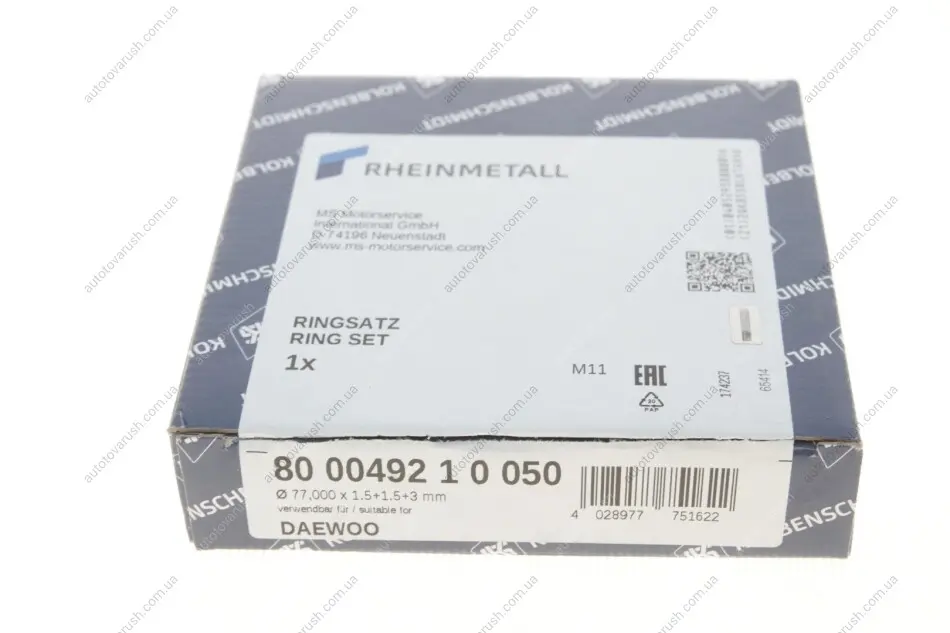 KOLBENSCHMIDT
RHEINMETALL
MS Motorservice
International GmbH
D-74196 Neuenstadt
www.ms-motorservice.com
RINGSATZ
RING SET
1x
M11
EAC
20
PAP
174237
65414
80 00492 1 0 050
Ø 77,000 x 1.5+1.5+3 mm
verwendbar für / suitable for
DAEWOO
4 028977 751622
autotovarush.com.ua